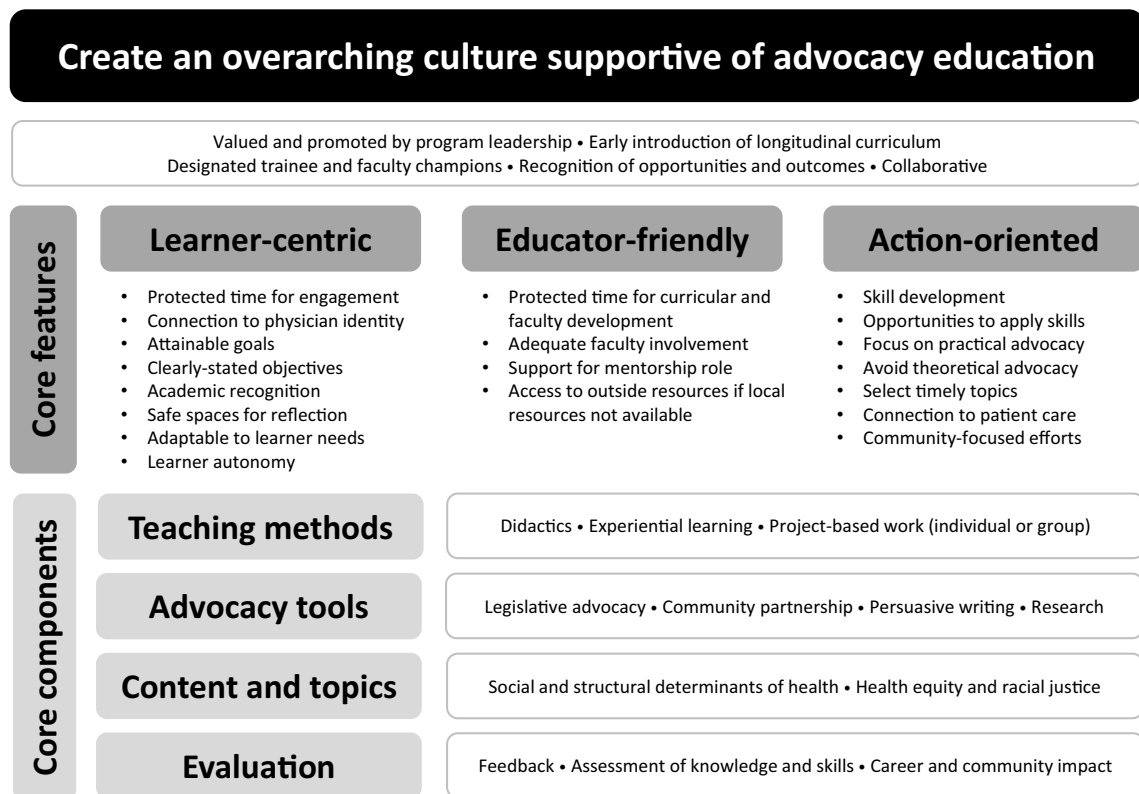 Create an overarching culture supportive of advocacy education
Valued and promoted by program leadership • Early introduction of longitudinal curriculum
Designated trainee and faculty champions • Recognition of opportunities and outcomes • Collaborative
Core features
Learner-centric
• Protected time for engagement
• Connection to physician identity
• Attainable goals
• Clearly-stated objectives
• Academic recognition
• Safe spaces for reflection
• Adaptable to learner needs
• Learner autonomy
Educator-friendly
• Protected time for curricular and
faculty development
• Adequate faculty involvement
• Support for mentorship role
• Access to outside resources if local
resources not available
Action-oriented
• Skill development
• Opportunities to apply skills
• Focus on practical advocacy
• Avoid theoretical advocacy
• Select timely topics
• Connection to patient care
• Community-focused efforts
Core components
Teaching methods
Didactics • Experiential learning • Project-based work (individual or group)
Advocacy tools
Legislative advocacy • Community partnership • Persuasive writing • Research
Content and topics
Social and structural determinants of health • Health equity and racial justice
Evaluation
Feedback • Assessment of knowledge and skills • Career and community impact